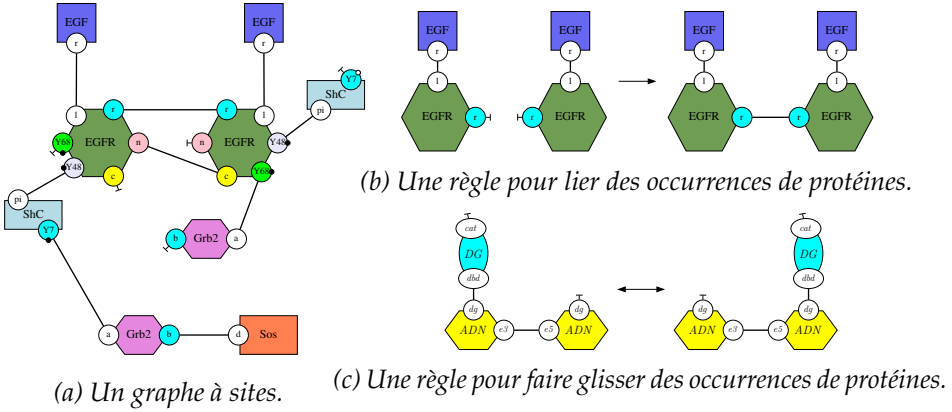 EGF
EGF
r
r
l
r
r
l
EGFR
EGFR
Y68
n
n
Y48
Y48
c
c
Y68
pi
ShC
Y7
pi
ShC
Y7
b
Grb2
a
a
Grb2
b
d
Sos
(a) Un graphe à sites.
EGF
EGF
EGF
EGF
r
r
r
r
l
l
l
l
EGFR
r
r
EGFR
EGFR
r
r
EGFR
(b) Une règle pour lier des occurrences de protéines.
cat
cat
DG
DG
dbd
dbd
dg
dg
dg
dg
ADN
e3
e5
ADN
ADN
e3
e5
ADN
(c) Une règle pour faire glisser des occurrences de protéines.